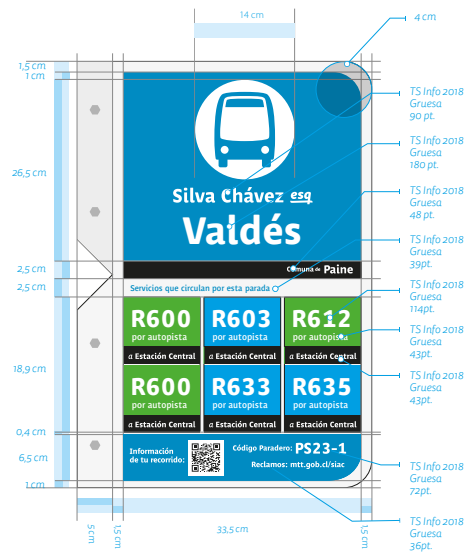 14 cm
4 cm
1,5 cm
1 cm
TS Info 2018
Gruesa
90 pt.
TS Info 2018
Gruesa
180 pt.
26,5 cm
Silva Chávez esq
TS Info 2018
Gruesa
48 pt.
Valdés
TS Info 2018
Gruesa
39pt.
2,5 cm
Comuna de Paine
2,5 cm
Servicios que circulan por esta parada
TS Info 2018
Gruesa
114pt.
R600 R603 R612
por autopista por autopista por autopista
TS Info 2018
Gruesa
43pt.
a Estación Central a Estación Central a Estación Central
18,9 cm
TS Info 2018
Gruesa
43pt.
R600 R633 R635
por autopista por autopista por autopista
a Estación Central a Estación Central a Estación Central
0,4 cm
6,5 cm
Información
de tu recorrido:
Código Paradero: PS23-1
Reclamos: mtt.gob.cl/siac
TS Info 2018
Gruesa
72pt.
1 cm
5 cm
1,5 cm
33,5 cm
1,5 cm
TS Info 2018
Gruesa
36pt.